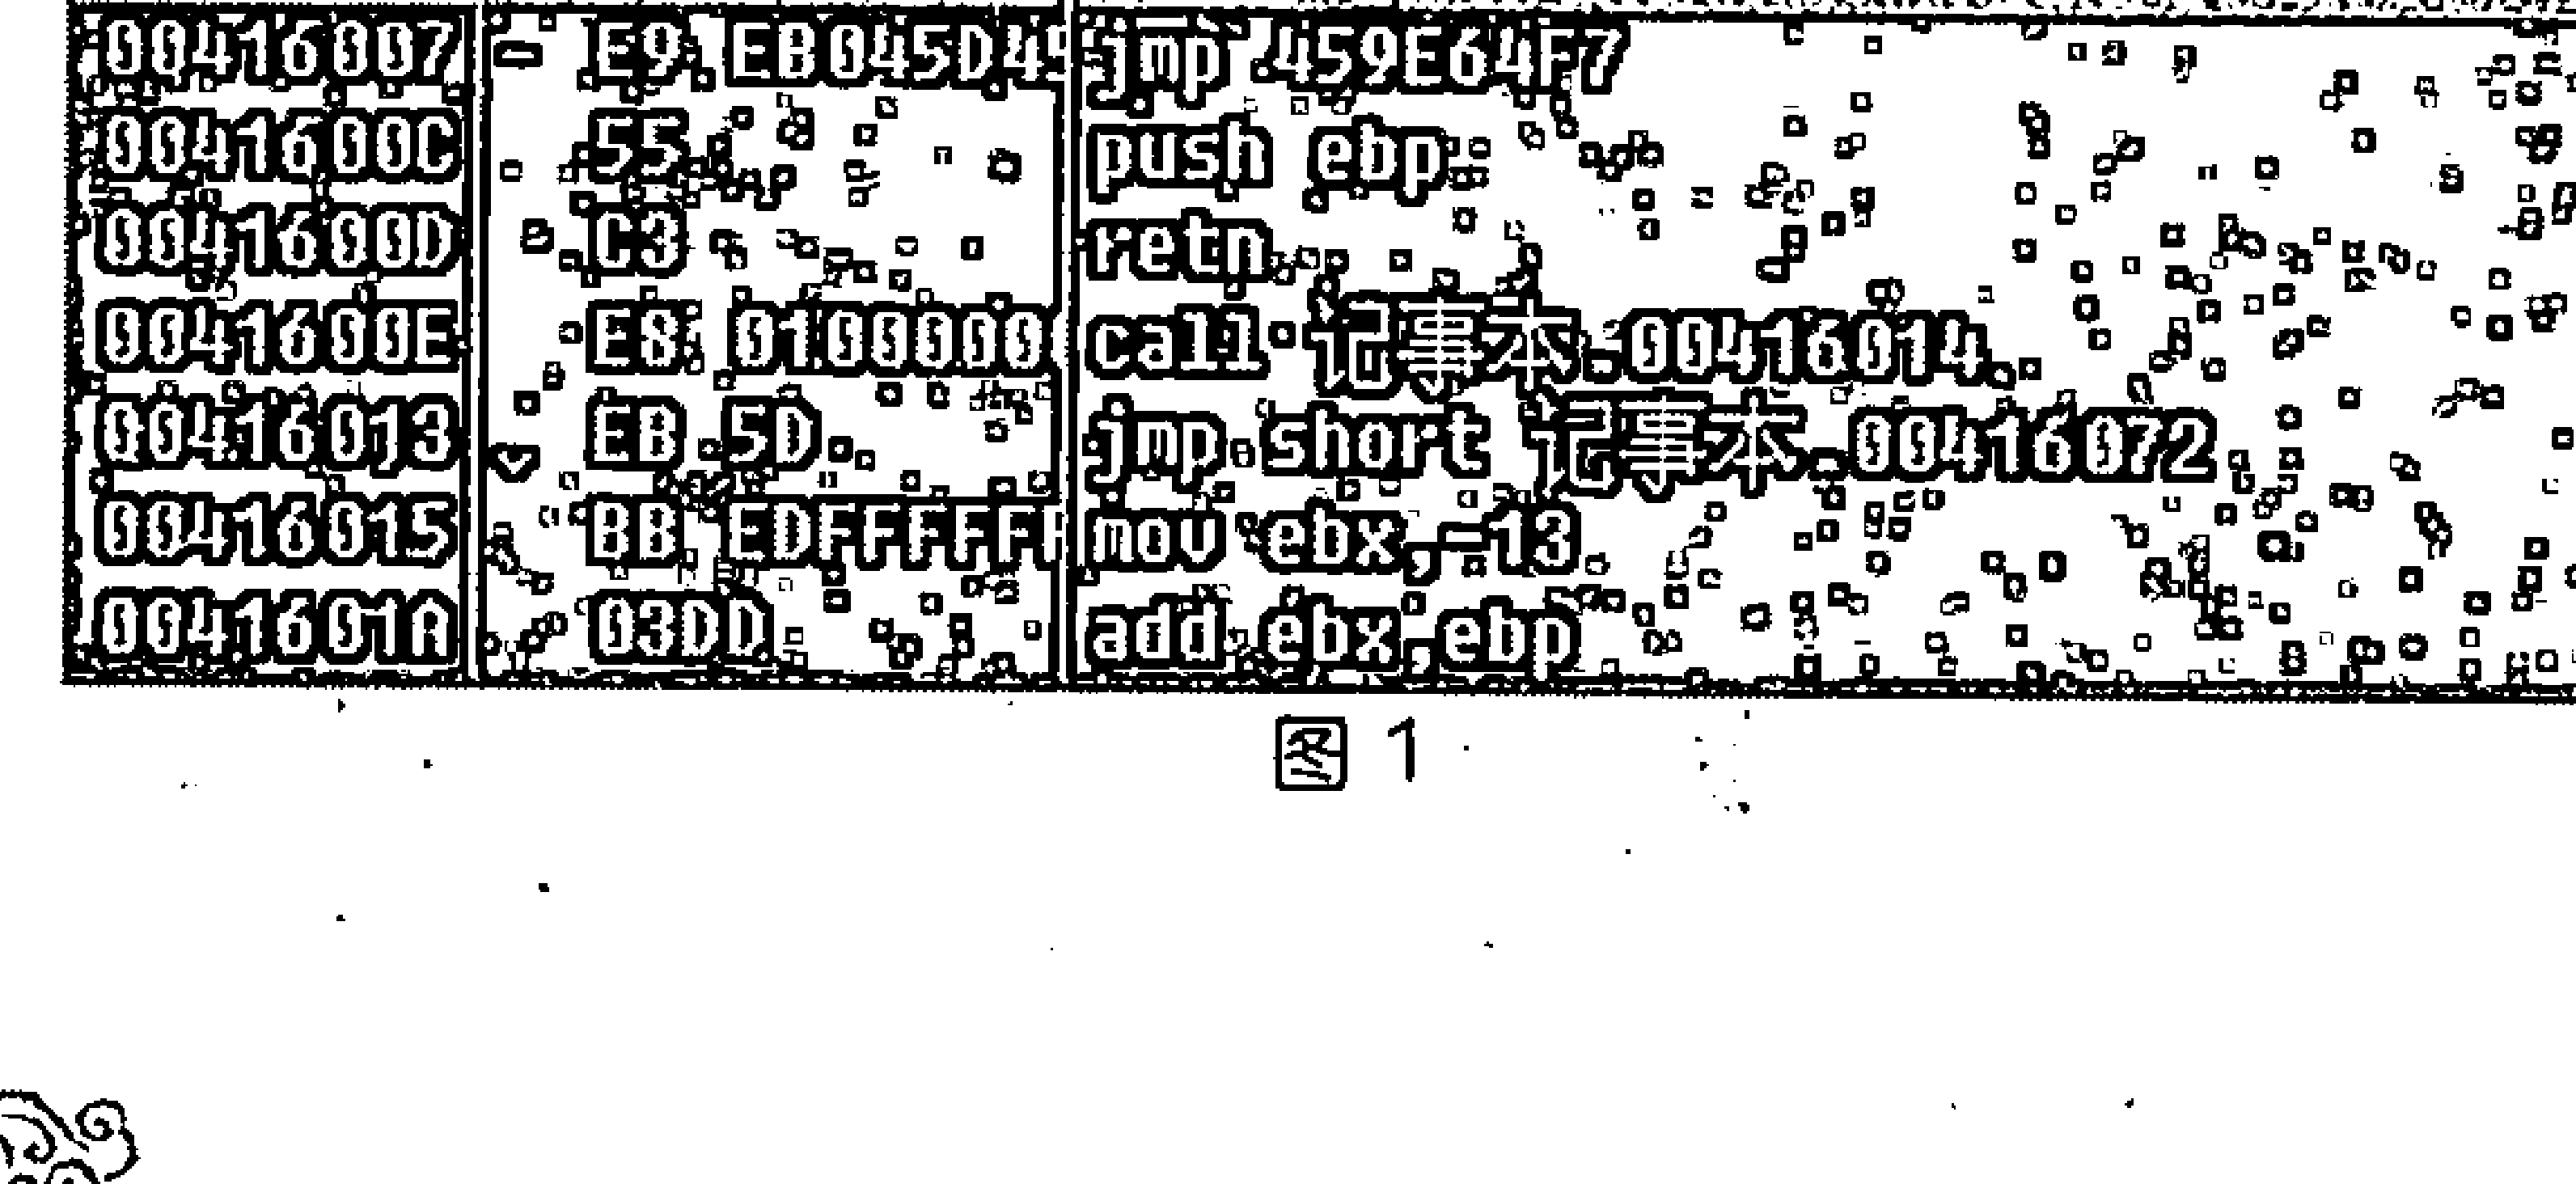 00416007 - E9 EB045D45 jmp 459E64F7
0041600C 55 push ebp
0041600D C3 retn
0041600E E8 01000000 call 记事本.00416014
00416013 EB 5D jmp short 记事本.00416072
00416015 BB EDFFFFFF mov ebx,-13
0041601A 03DD add ebx,ebp
图 1